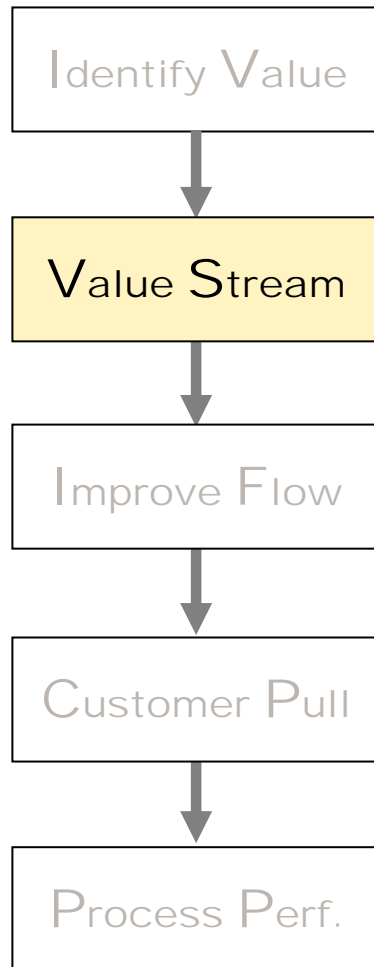 Identify Value
Value Stream
Improve Flow
Customer Pull
Process Perf.